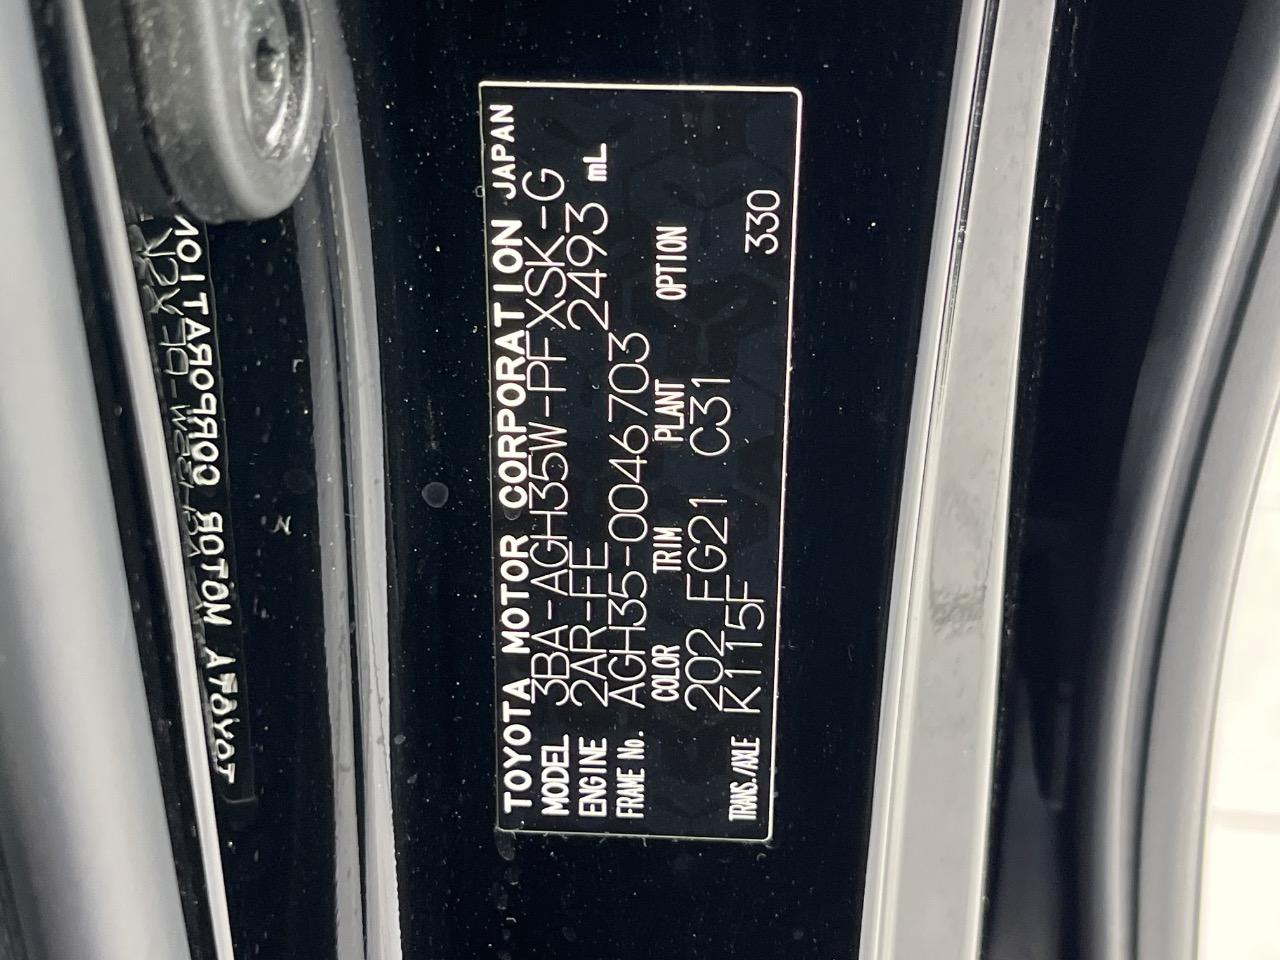 TOYOTA MOTOR CORPORATION JAPAN
MODEL 3BA-AGH35W-PFXSK-G
ENGINE 2AR-FE 2493 mL
FRAME No. AGH35-0046703
COLOR TRIM PLANT OPTION
202 FG21 C31
TRANS./AXLE K115F 330
TOYOTA MOTOR CORPORATION